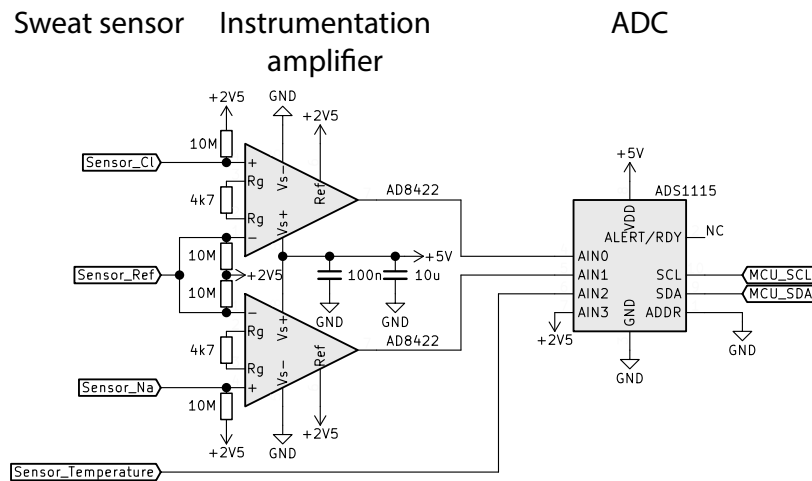 Sweat sensor
Instrumentation
amplifier
ADC
GND
+2V5
+2V5
10M
Sensor_Cl
+
Vs-
Rg
Ref
4k7
Rg
Vs+
AD8422
-
10M
Sensor_Ref
+2V5
10M
+5V
100n
10u
GND
GND
-
Vs+
Rg
4k7
Rg
Ref
AD8422
Vs-
Sensor_Na
+
10M
+2V5
GND
+2V5
Sensor_Temperature
+5V
ADS1115
VDD
ALERT/RDY
NC
AIN0
AIN1
SCL
MCU_SCL
AIN2
SDA
MCU_SDA
AIN3
GND
ADDR
+2V5
GND
GND